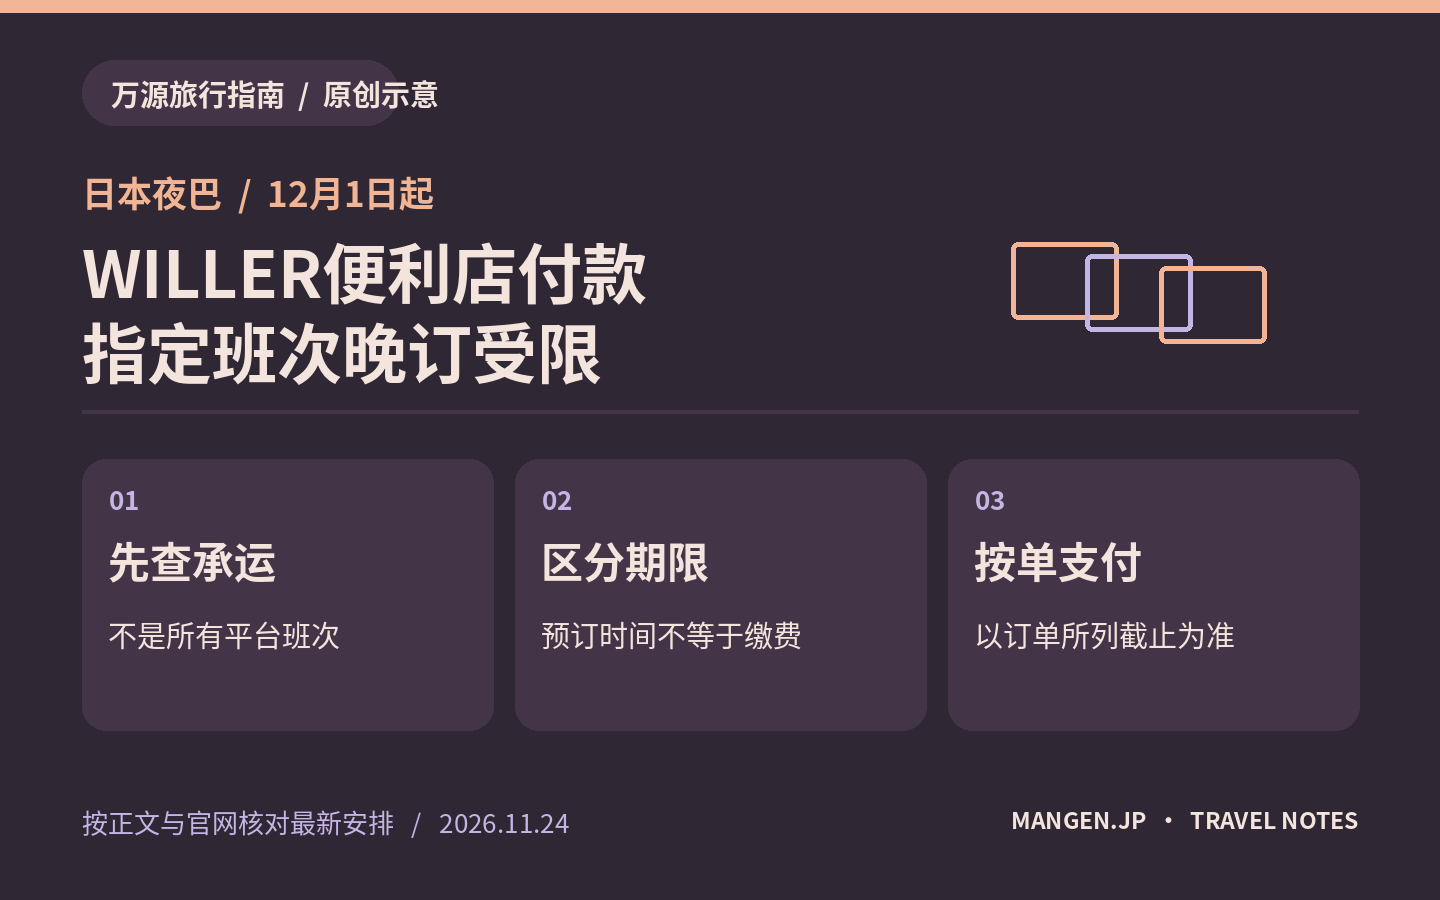 万源旅行指南 / 原创示意
日本夜巴 / 12月1日起
WILLER便利店付款
指定班次晚订受限
01
先查承运
不是所有平台班次
02
区分期限
预订时间不等于缴费
03
按单支付
以订单所列截止为准
按正文与官网核对最新安排 / 2026.11.24
MANGEN.JP • TRAVEL NOTES